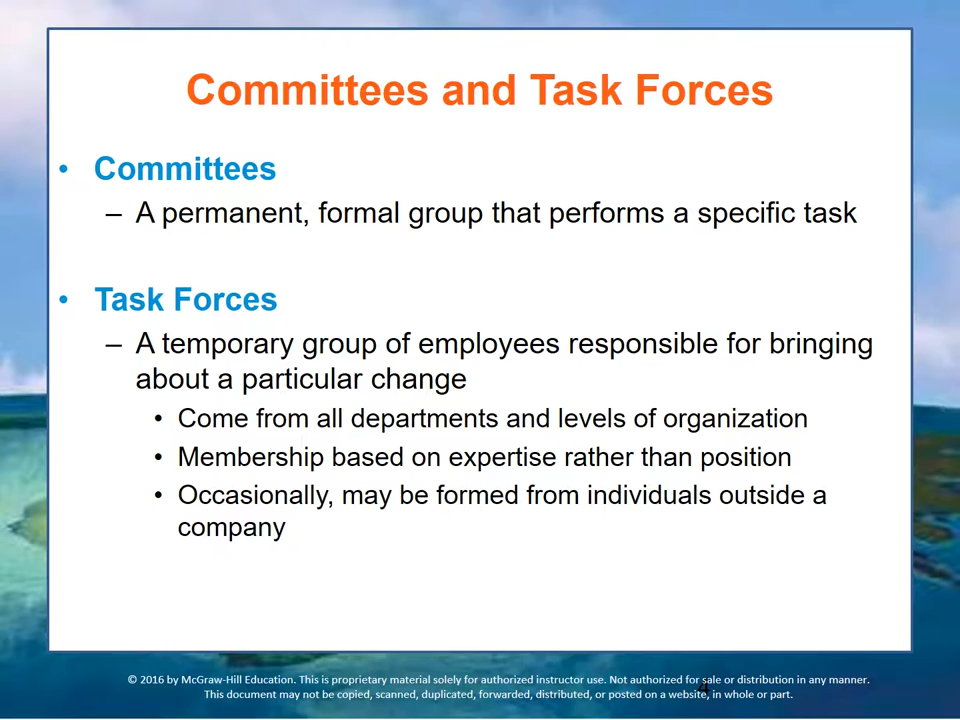 Committees and Task Forces
• Committees
– A permanent, formal group that performs a specific task
• Task Forces
– A temporary group of employees responsible for bringing
about a particular change
• Come from all departments and levels of organization
• Membership based on expertise rather than position
• Occasionally, may be formed from individuals outside a
company
© 2016 by McGraw-Hill Education. This is proprietary material solely for authorized instructor use. Not authorized for sale or distribution in any manner.
This document may not be copied, scanned, duplicated, forwarded, distributed, or posted on a website, in whole or part.
4